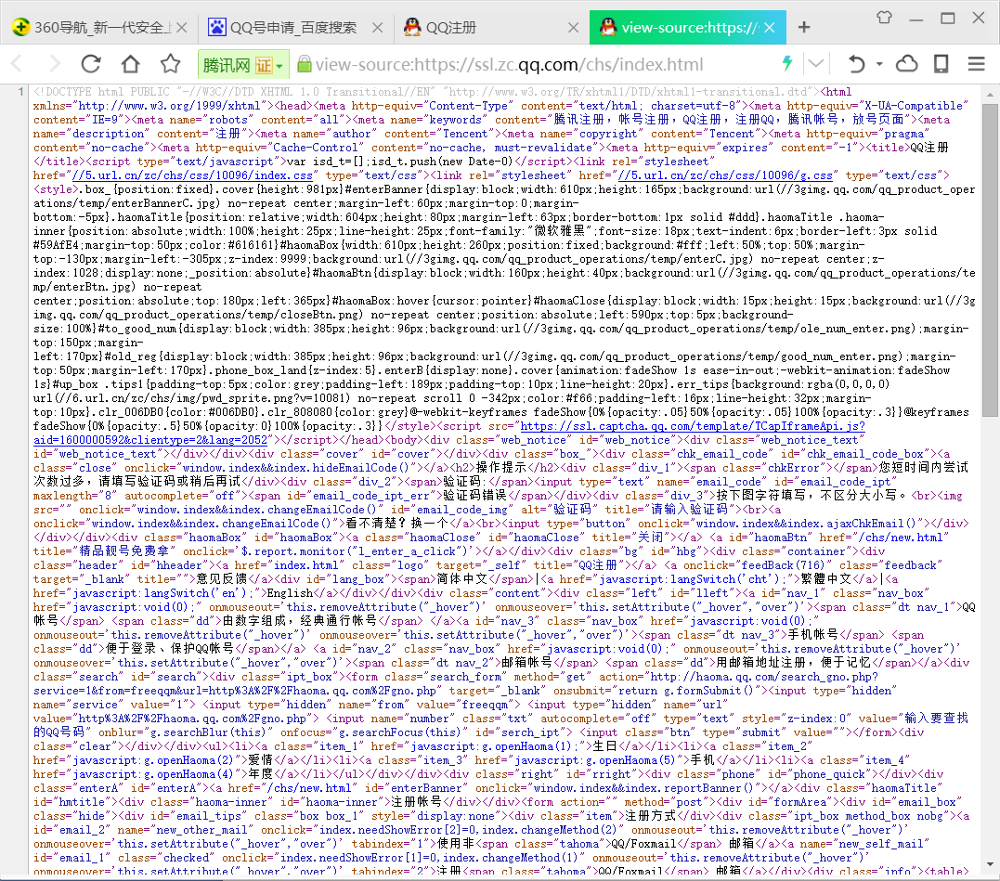 360导航_新一代安全上
QQ号申请_百度搜索
QQ注册
view-source:https://
腾讯网 证
view-source:https://ssl.zc.qq.com/chs/index.html
1 <!DOCTYPE html PUBLIC "-//W3C//DTD XHTML 1.0 Transitional//EN" "http://www.w3.org/TR/xhtml1/DTD/xhtml1-transitional.dtd"><html
xmlns="http://www.w3.org/1999/xhtml"><head><meta http-equiv="Content-Type" content="text/html; charset=utf-8"><meta http-equiv="X-UA-Compatible"
content="IE=9"><meta name="robots" content="all"><meta name="keywords" content="腾讯注册，帐号注册，QQ注册，注册QQ，腾讯帐号，放号页面"><meta
name="description" content="注册"><meta name="author" content="Tencent"><meta name="copyright" content="Tencent"><meta http-equiv="pragma"
content="no-cache"><meta http-equiv="Cache-Control" content="no-cache, must-revalidate"><meta http-equiv="expires" content="-1"><title>QQ注册
</title><script type="text/javascript">var isd_t=[];isd_t.push(new Date-0)</script><link rel="stylesheet"
href="//5.url.cn/zc/chs/css/10096/index.css" type="text/css"><link rel="stylesheet" href="//5.url.cn/zc/chs/css/10096/g.css" type="text/css">
<style>.box_{position:fixed}.cover{height:981px}#enterBanner{display:block;width:610px;height:165px;background:url(//3gimg.qq.com/qq_product_oper
ations/temp/enterBannerC.jpg) no-repeat center;margin-left:60px;margin-top:0;margin-
bottom:-5px}.haomaTitle{position:relative;width:604px;height:80px;margin-left:63px;border-bottom:1px solid #ddd}.haomaTitle .haoma-
inner{position:absolute;width:100%;height:25px;line-height:25px;font-family:"微软雅黑";font-size:18px;text-indent:6px;border-left:3px solid
#59AfE4;margin-top:50px;color:#616161}#haomaBox{width:610px;height:260px;position:fixed;background:#fff;left:50%;top:50%;margin-
top:-130px;margin-left:-305px;z-index:9999;background:url(//3gimg.qq.com/qq_product_operations/temp/enterC.jpg) no-repeat center;z-
index:1028;display:none;_position:absolute}#haomaBtn{display:block;width:160px;height:40px;background:url(//3gimg.qq.com/qq_product_operations/te
mp/enterBtn.jpg) no-repeat
center;position:absolute;top:180px;left:365px}#haomaBox:hover{cursor:pointer}#haomaClose{display:block;width:15px;height:15px;background:url(//3g
img.qq.com/qq_product_operations/temp/closeBtn.png) no-repeat center;position:absolute;left:590px;top:5px;background-
size:100%}#to_good_num{display:block;width:385px;height:96px;background:url(//3gimg.qq.com/qq_product_operations/temp/ole_num_enter.png);margin-
top:150px;margin-
left:170px}#old_reg{display:block;width:385px;height:96px;background:url(//3gimg.qq.com/qq_product_operations/temp/good_num_enter.png);margin-
top:50px;margin-left:170px}.phone_box_land{z-index:5}.enterB{display:none}.cover{animation:fadeShow 1s ease-in-out;-webkit-animation:fadeShow
1s}#up_box .tips1{padding-top:5px;color:grey;padding-left:189px;padding-top:10px;line-height:20px}.err_tips{background:rgba(0,0,0,0)
url(//6.url.cn/zc/chs/img/pwd_sprite.png?v=10081) no-repeat scroll 0 -342px;color:#f66;padding-left:16px;line-height:32px;margin-
top:10px}.clr_006DB0{color:#006DB0}.clr_808080{color:grey}@-webkit-keyframes fadeShow{0%{opacity:.05}50%{opacity:.05}100%{opacity:.3}}@keyframes
fadeShow{0%{opacity:.5}50%{opacity:0}100%{opacity:.3}}</style><script src="https://ssl.captcha.qq.com/template/TCapIframeApi.js?
aid=1600000592&clientype=2&lang=2052"></script></head><body><div class="web_notice" id="web_notice"><div class="web_notice_text"
id="web_notice_text"></div></div><div class="cover" id="cover"></div><div class="box_"><div class="chk_email_code" id="chk_email_code_box"><a
class="close" onclick="window.index&&index.hideEmailCode()"></a><h2>操作提示</h2><div class="div_1"><span class="chkError"></span>您短时间内尝试
次数过多，请填写验证码或稍后再试</div><div class="div_2"><span>验证码:</span><input type="text" name="email_code" id="email_code_ipt"
maxlength="8" autocomplete="off"><span id="email_code_ipt_err">验证码错误</span></div><div class="div_3">按下图字符填写，不区分大小写。<br><img
src="" onclick="window.index&&index.changeEmailCode()" id="email_code_img" alt="验证码" title="请输入验证码"><br><a
onclick="window.index&&index.changeEmailCode()">看不清楚？换一个</a><br><input type="button" onclick="window.index&&index.ajaxChkEmail()"></div>
</div></div><div class="haomaBox" id="haomaBox"><a class="haomaClose" id="haomaClose" title="关闭"></a> <a id="haomaBtn" href="/chs/new.html"
title="精品靓号免费拿" onclick='$.report.monitor("l_enter_a_click")'></a></div><div class="bg" id="hbg"><div class="container"><div
class="header" id="hheader"><a href="index.html" class="logo" target="_self" title="QQ注册"></a> <a onclick="feedBack(716)" class="feedback"
target="_blank" title="">意见反馈</a><div id="lang_box"><span>简体中文</span>|<a href="javascript:langSwitch('cht');">繁體中文</a>|<a
href="javascript:langSwitch('en');">English</a></div></div><div class="content"><div class="left" id="lleft"><a id="nav_1" class="nav_box"
href="javascript:void(0);" onmouseout='this.removeAttribute("_hover")' onmouseover='this.setAttribute("_hover","over")'><span class="dt nav_1">QQ
帐号</span> <span class="dd">由数字组成，经典通行帐号</span> </a><a id="nav_3" class="nav_box" href="javascript:void(0);"
onmouseout='this.removeAttribute("_hover")' onmouseover='this.setAttribute("_hover","over")'><span class="dt nav_3">手机帐号</span> <span
class="dd">便于登录、保护QQ帐号</span></a> <a id="nav_2" class="nav_box" href="javascript:void(0);" onmouseout='this.removeAttribute("_hover")'
onmouseover='this.setAttribute("_hover","over")'><span class="dt nav_2">邮箱帐号</span> <span class="dd">用邮箱地址注册，便于记忆</span></a><div
class="search" id="search"><div class="ipt_box"><form class="search_form" method="get" action="http://haoma.qq.com/search_gno.php?
service=1&from=freeqqm&url=http%3A%2F%2Fhaoma.qq.com%2Fgno.php" target="_blank" onsubmit="return g.formSubmit()"><input type="hidden"
name="service" value="1"> <input type="hidden" name="from" value="freeqqm"> <input type="hidden" name="url"
value="http%3A%2F%2Fhaoma.qq.com%2Fgno.php"> <input name="number" class="txt" autocomplete="off" type="text" style="z-index:0" value="输入要查找
的QQ号码" onblur="g.searchBlur(this)" onfocus="g.searchFocus(this)" id="serch_ipt"> <input class="btn" type="submit" value=""></form><div
class="clear"></div></div><ul><li><a class="item_1" href="javascript:g.openHaoma(1);">生日</a></li><li><a class="item_2"
href="javascript:g.openHaoma(2)">爱情</a></li><li><a class="item_3" href="javascript:g.openHaoma(5)">手机</a></li><li><a class="item_4"
href="javascript:g.openHaoma(4)">年度</a></li></ul></div></div><div class="rright" id="rright"><div class="phone" id="phone_quick"></div><div
class="enterA" id="enterA"><a href="/chs/new.html" id="enterBanner" onclick="window.index&&index.reportBanner()"></a><div class="haomaTitle"
id="hmtitle"><div class="haoma-inner" id="haoma-inner">注册帐号</div></div><form action="" method="post"><div id="formArea"><div id="email_box"
class="hide"><div id="email_tips" class="box box_1" style="display:none"><div class="item">注册方式</div><div class="ipt_box method_box nobg"><a
id="email_2" name="new_other_mail" onclick="index.needShowError[2]=0,index.changeMethod(2)" onmouseout='this.removeAttribute("_hover")'
onmouseover='this.setAttribute("_hover","over")' tabindex="1">使用非<span class="tahoma">QQ/Foxmail</span> 邮箱</a><a name="new_self_mail"
id="email_1" class="checked" onclick="index.needShowError[1]=0,index.changeMethod(1)" onmouseout='this.removeAttribute("_hover")'
onmouseover='this.setAttribute("_hover","over")' tabindex="2">注册<span class="tahoma">QQ/Foxmail</span> 邮箱</a></div><div class="info"><table>